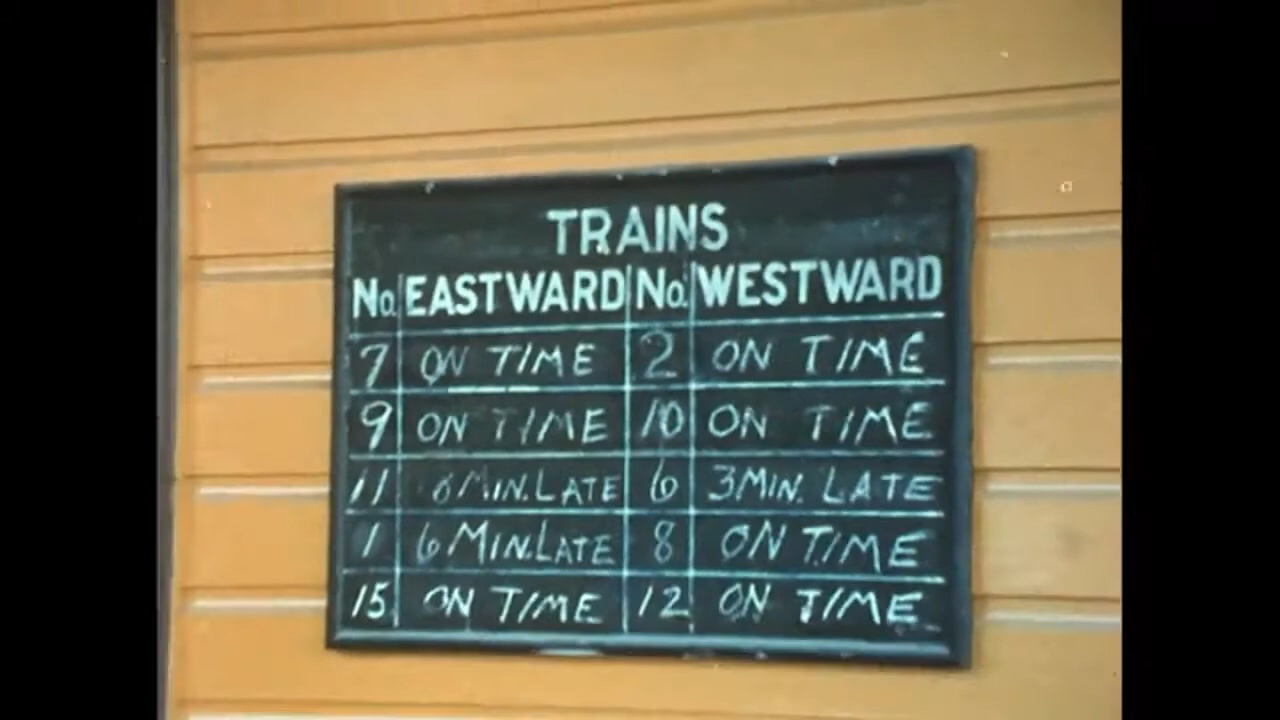 TRAINS
No. EASTWARD No. WESTWARD
7 ON TIME 2 ON TIME
9 ON TIME 10 ON TIME
11 MIN. LATE 6 3 MIN. LATE
1 6 MIN. LATE 8 ON TIME
15 ON TIME 12 ON TIME